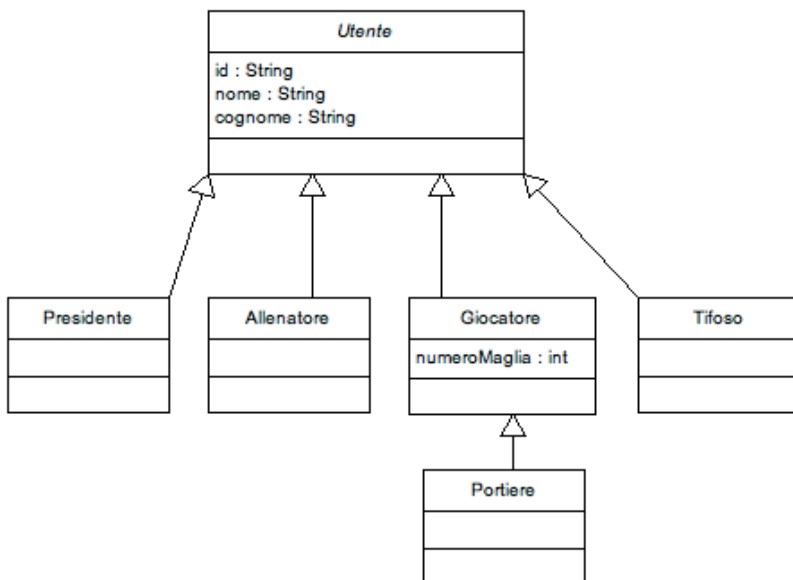 Utente
id : String
nome : String
cognome : String
Presidente
Allenatore
Giocatore
Tifoso
numeroMaglia : int
Portiere